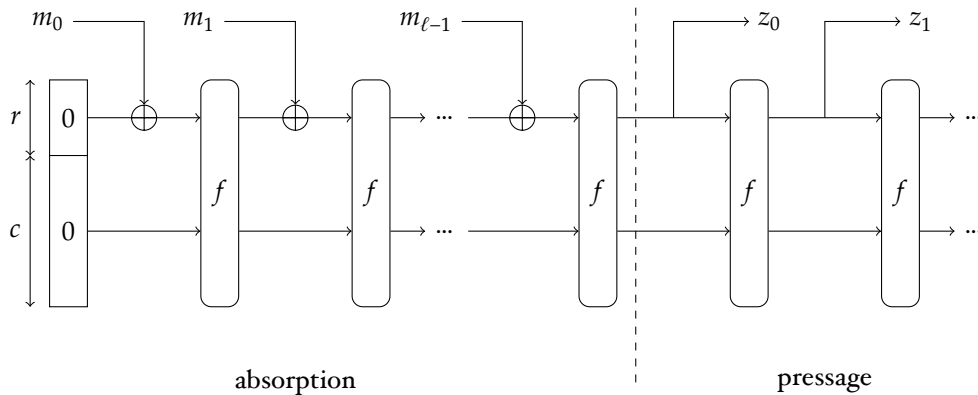 m₀ m₁ mℓ₋₁ z₀ z₁
r 0 ... ...
f f f f f
c 0 ... ...
absorption pressage